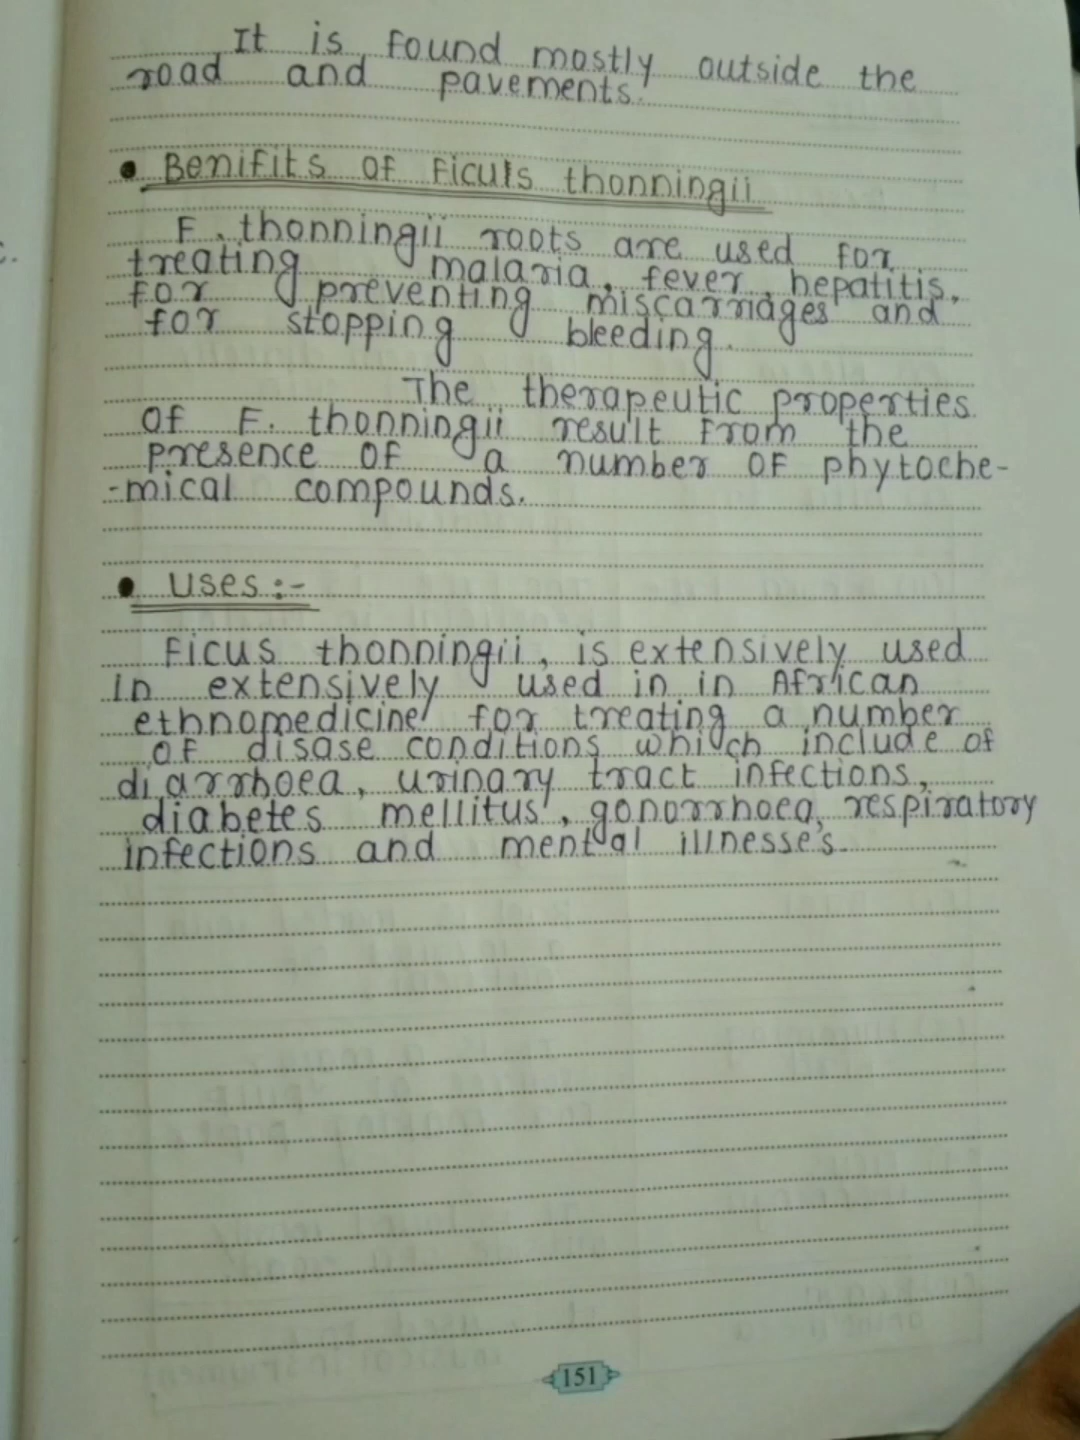 It is found mostly outside the
road and pavements.
• Benifits of Ficuts thonningii
F. thonningii roots are used for
treating malaria, fever, hepatitis,
for preventing miscarriages and
for stopping bleeding.
The therapeutic properties
of F. thonningii result from the
presence of a number of phytoche-
-mical compounds.
• Uses :-
Ficus thonningii, is extensively used
in extensively used in in African
ethnomedicine for treating a number
of disase conditions which include of
diarrhoea, urinary tract infections,
diabetes mellitus, gonorrhoea, respiratory
infections and mental illnesses.
151